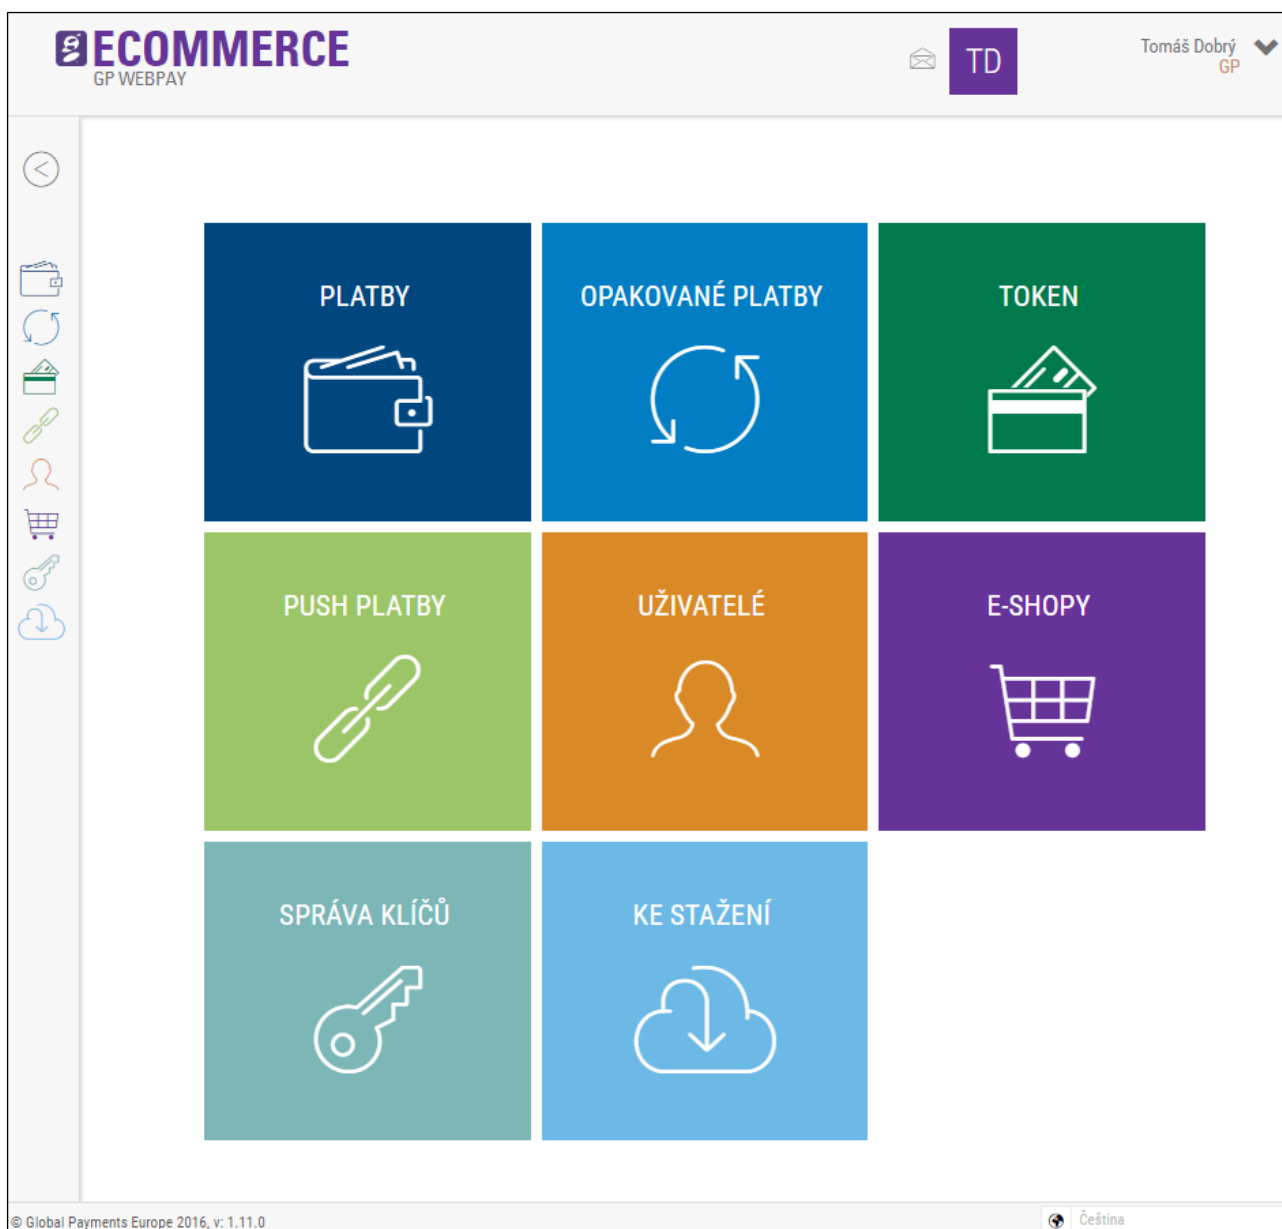 ECOMMERCE
GP WEBPAY
TD
Tomáš Dobrý
GP
PLATBY
OPAKOVANÉ PLATBY
TOKEN
PUSH PLATBY
UŽIVATELÉ
E-SHOPY
SPRÁVA KLÍČŮ
KE STAŽENÍ
© Global Payments Europe 2016, v: 1.11.0
Čeština